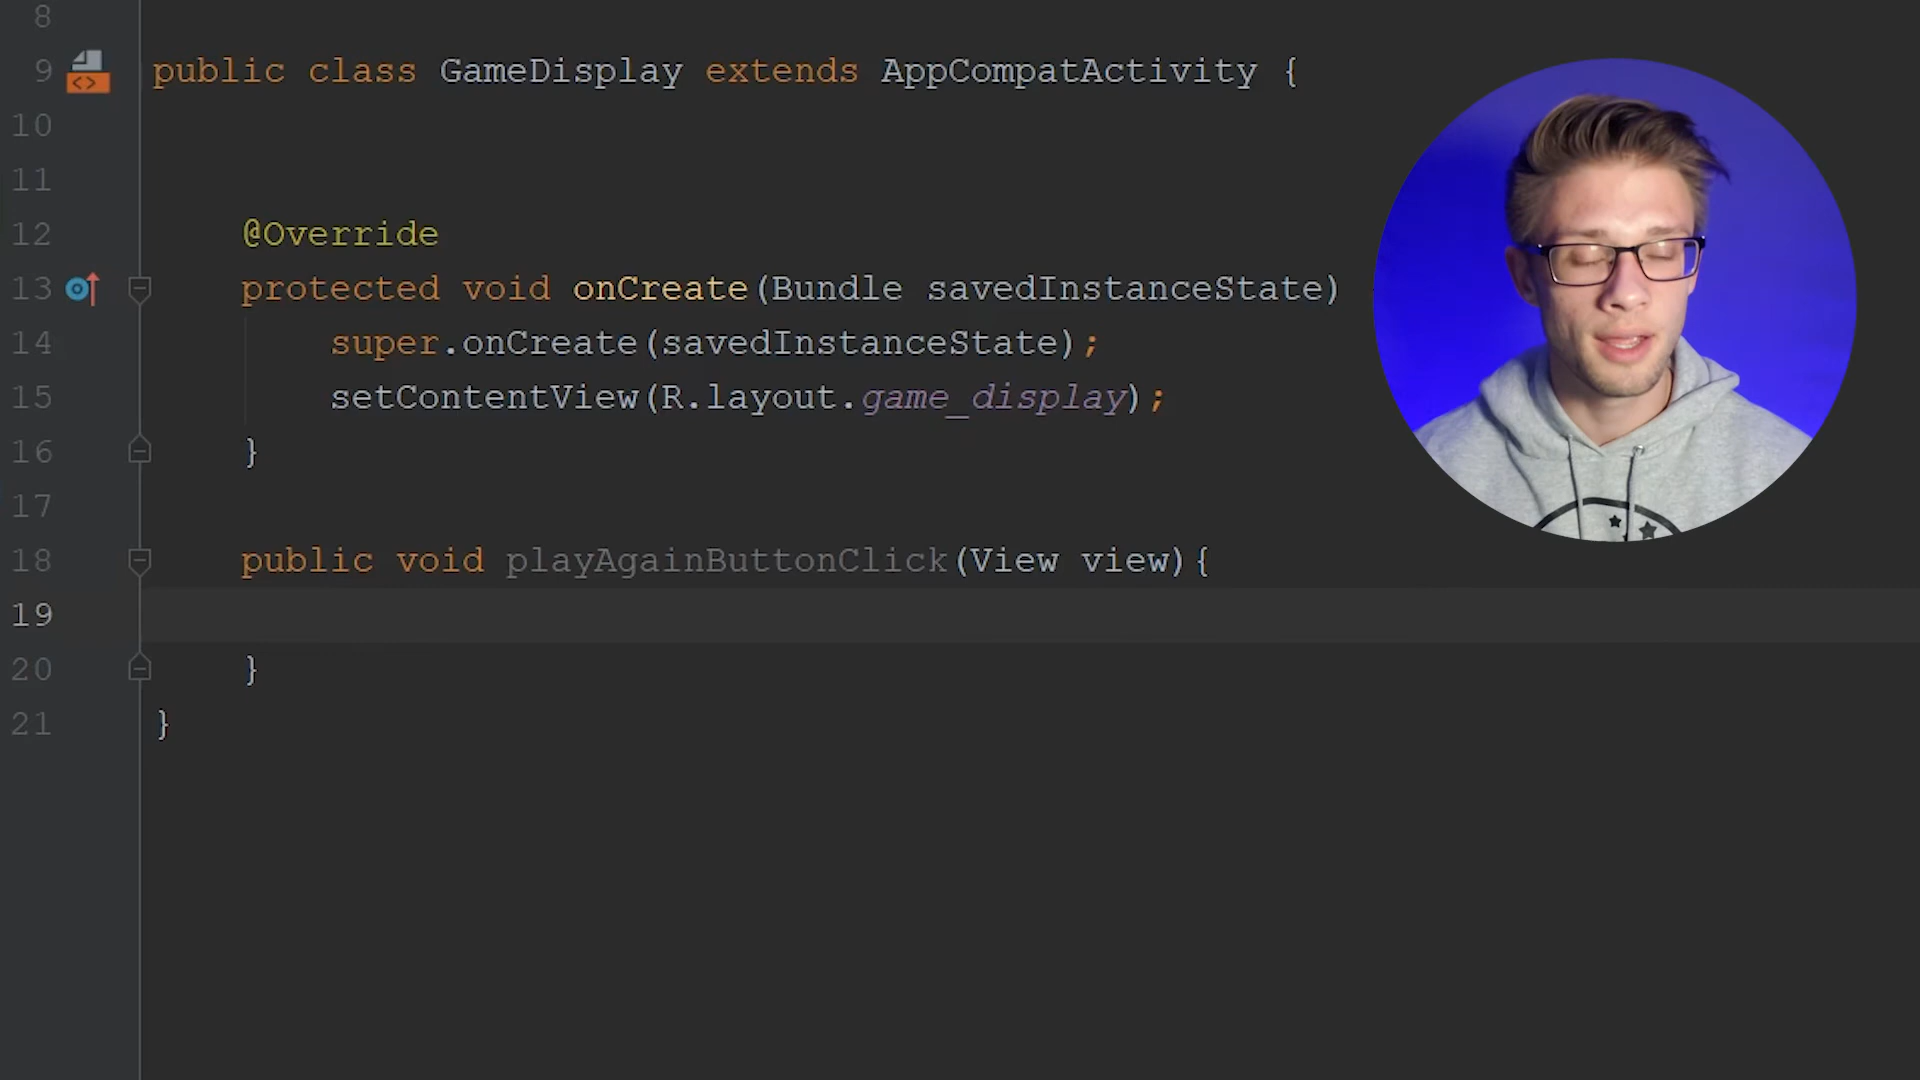 8
9 public class GameDisplay extends AppCompatActivity {
10
11
12 @Override
13 protected void onCreate(Bundle savedInstanceState)
14 super.onCreate(savedInstanceState);
15 setContentView(R.layout.game_display);
16 }
17
18 public void playAgainButtonClick(View view){
19
20 }
21 }